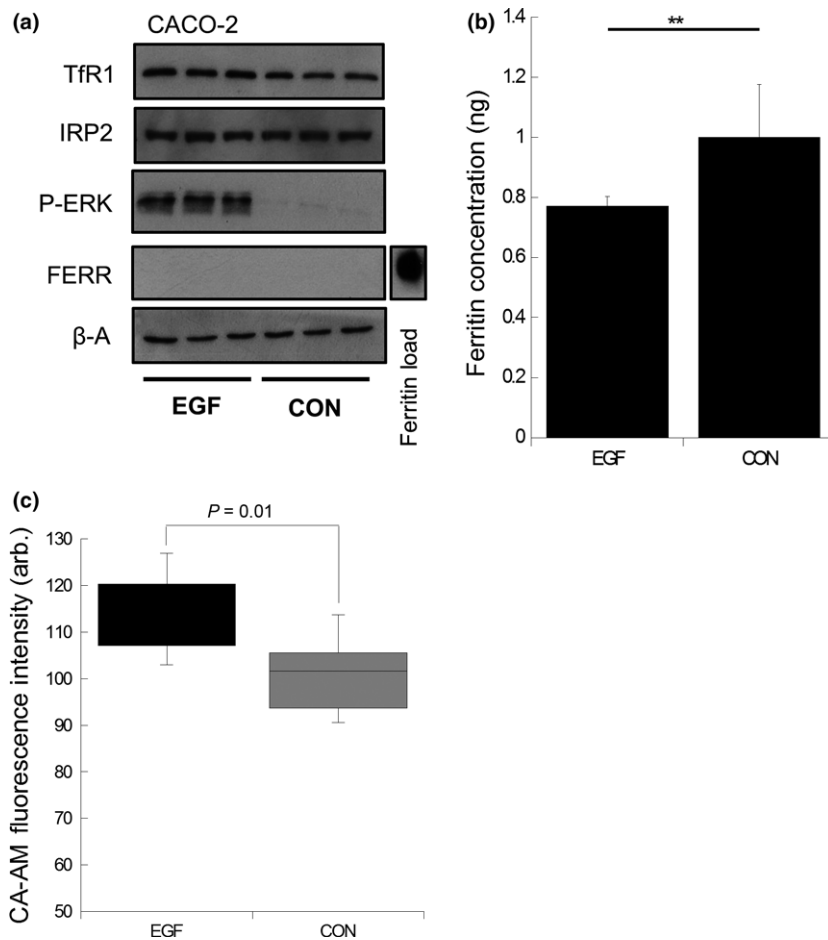 (a)
CACO-2
TfR1
IRP2
P-ERK
FERR
β-A
EGF
CON
Ferritin load
(b)
**
Ferritin concentration (ng)
1.4
1.2
1
0.8
0.6
0.4
0.2
0
EGF
CON
(c)
P = 0.01
CA-AM fluorescence intensity (arb.)
130
120
110
100
90
80
70
60
50
EGF
CON